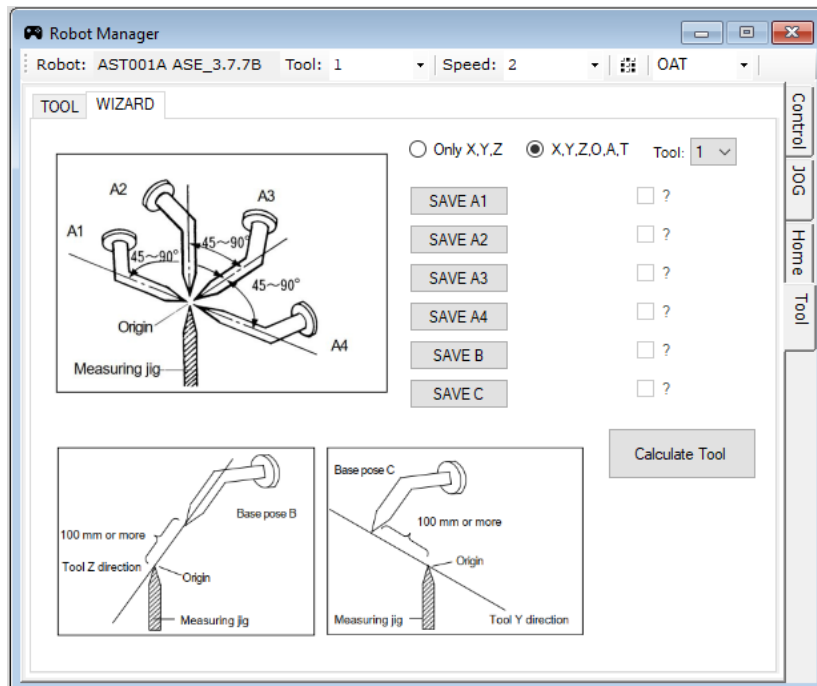 Robot Manager
Robot: AST001A ASE_3.7.7B Tool: 1 Speed: 2 OAT
TOOL WIZARD
Control
JOG
Home
Tool
Only X,Y,Z X,Y,Z,O,A,T Tool: 1
A1
A2
A3
45~90°
45~90°
45~90°
Origin
A4
Measuring jig
SAVE A1 ?
SAVE A2 ?
SAVE A3 ?
SAVE A4 ?
SAVE B ?
SAVE C ?
Calculate Tool
Base pose B
100 mm or more
Tool Z direction
Origin
Measuring jig
Base pose C
100 mm or more
Origin
Measuring jig
Tool Y direction